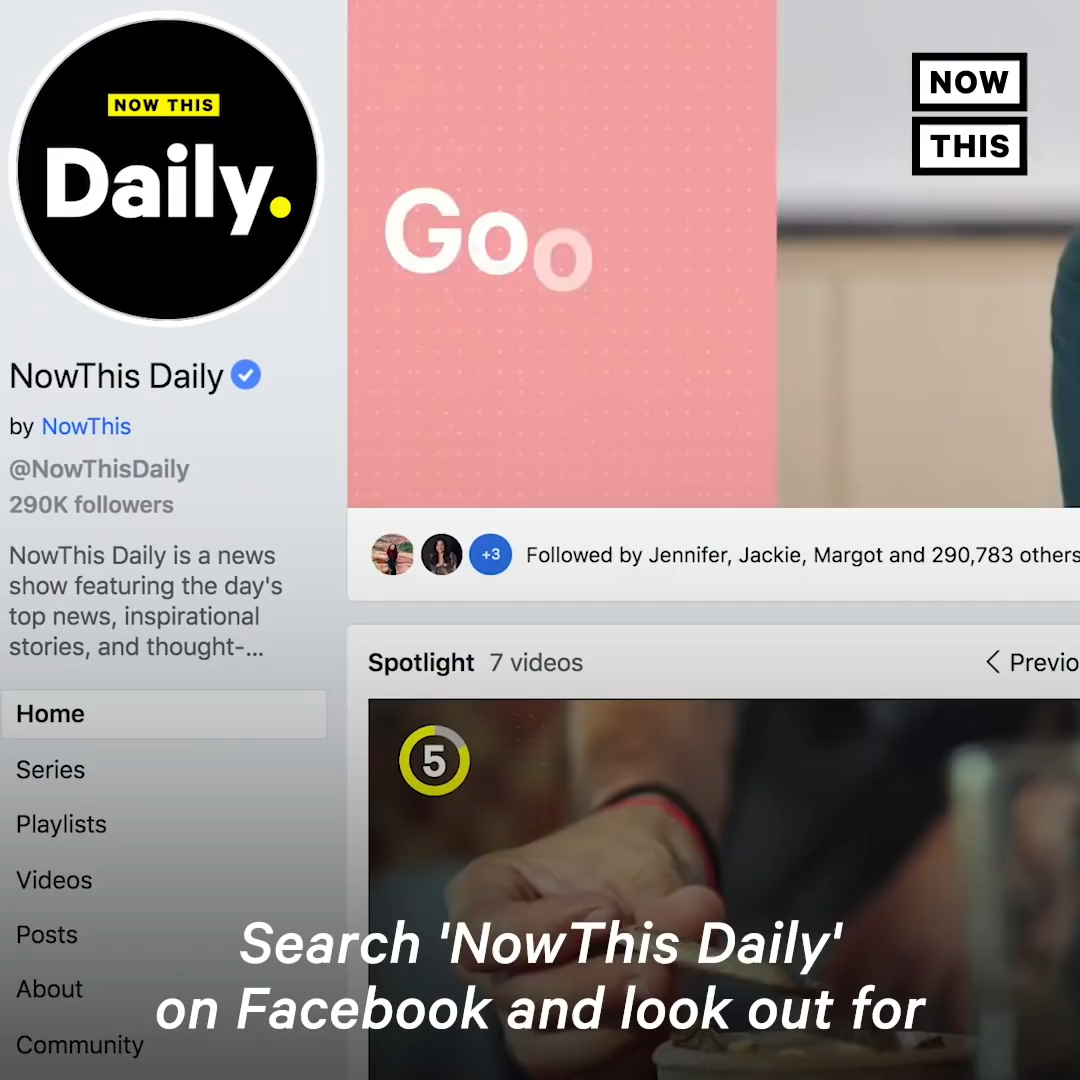 NOW THIS
Daily.
NowThis Daily
by NowThis
@NowThisDaily
290K followers
NowThis Daily is a news
show featuring the day's
top news, inspirational
stories, and thought-...
Home
Series
Playlists
Videos
Posts
About
Community
Goo
NOW
THIS
+3 Followed by Jennifer, Jackie, Margot and 290,783 others
Spotlight 7 videos
< Previo
5
Search 'NowThis Daily'
on Facebook and look out for